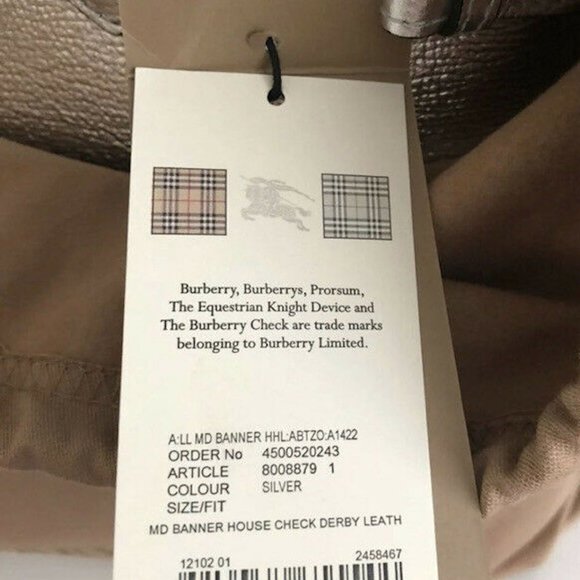 Burberry, Burberrys, Prorsum,
The Equestrian Knight Device and
The Burberry Check are trade marks
belonging to Burberry Limited.
A:LL MD BANNER HHL:ABTZO:A1422
ORDER No 4500520243
ARTICLE 8008879 1
COLOUR SILVER
SIZE/FIT
MD BANNER HOUSE CHECK DERBY LEATH
12102 01 2458467